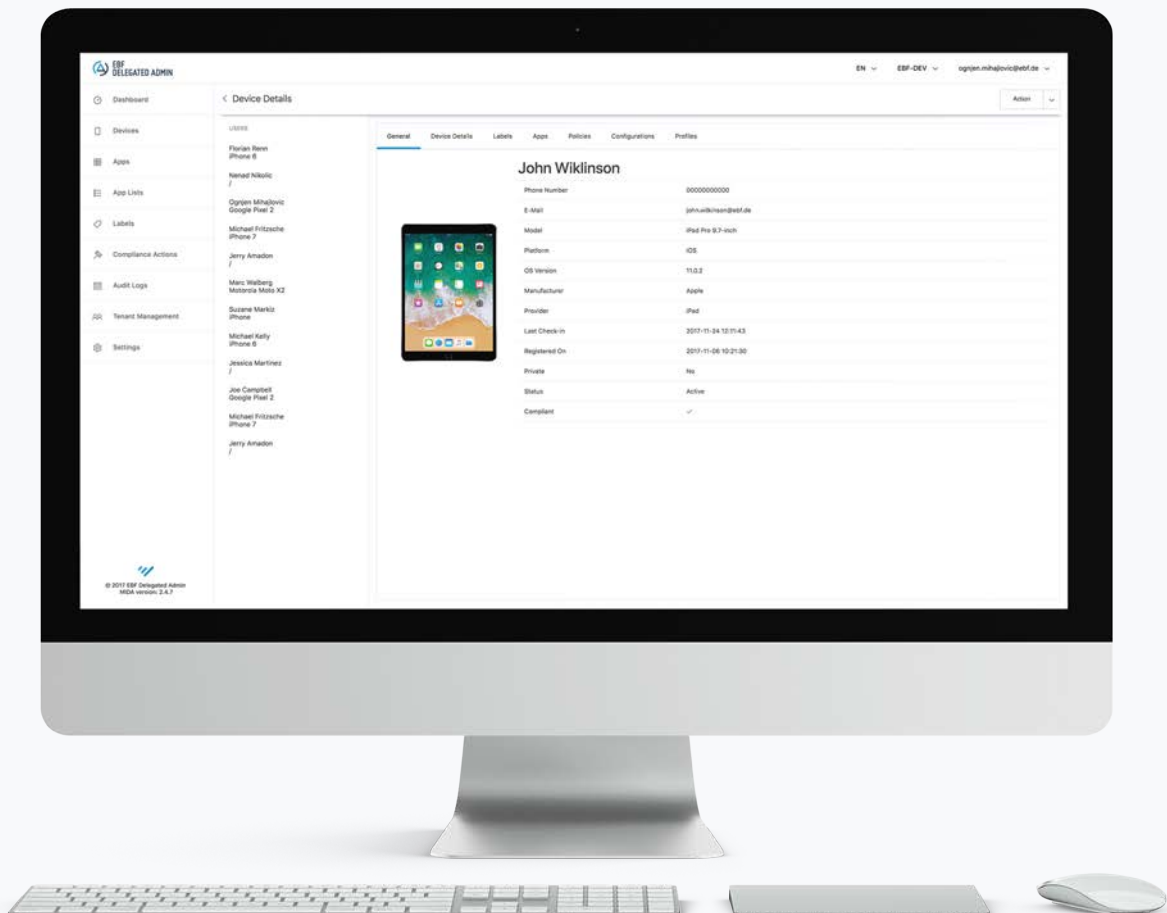 EBF
DELEGATED ADMIN
EN
EBF-DEV
ognjen.mihajlovic@ebf.de
Dashboard
Devices
Apps
App Lists
Labels
Compliance Actions
Audit Logs
Tenant Management
Settings
© 2017 EBF Delegated Admin
MIDA version: 2.4.7
< Device Details
Action
USERS
Florian Renn
iPhone 6
Nenad Nikolic
/
Ognjen Mihajlovic
Google Pixel 2
Michael Fritzsche
iPhone 7
Jerry Amadon
/
Marc Walberg
Motorola Moto X2
Suzane Markiz
iPhone
Michael Kelly
iPhone 6
Jessica Martinez
/
Joe Campbell
Google Pixel 2
Michael Fritzsche
iPhone 7
Jerry Amadon
/
General Device Details Labels Apps Policies Configurations Profiles
John Wiklinson
Phone Number 00000000000
E-Mail john.wilkinson@ebf.de
Model iPad Pro 9.7-inch
Platform iOS
OS Version 11.0.2
Manufacturer Apple
Provider iPad
Last Check-in 2017-11-24 12:11:43
Registered On 2017-11-06 10:21:30
Private No
Status Active
Compliant ✓